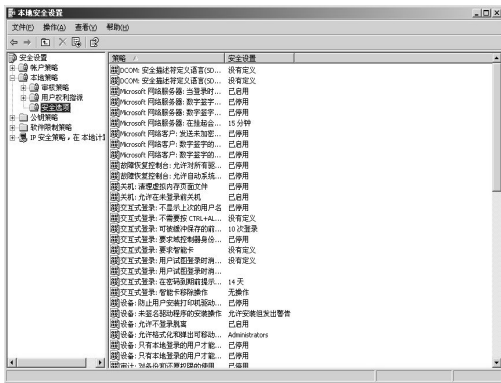 本地安全设置
文件(F) 操作(A) 查看(V) 帮助(H)
安全设置
帐户策略
本地策略
审核策略
用户权利指派
安全选项
公钥策略
软件限制策略
IP 安全策略，在 本地计
策略 安全设置
DCOM: 安全描述符定义语言(SD... 没有定义
DCOM: 安全描述符定义语言(SD... 没有定义
Microsoft 网络服务器: 当登录时... 已启用
Microsoft 网络服务器: 数字签字... 已停用
Microsoft 网络服务器: 数字签字... 已停用
Microsoft 网络服务器: 在挂起会... 15 分钟
Microsoft 网络客户: 发送未加密... 已停用
Microsoft 网络客户: 数字签字的... 已启用
Microsoft 网络客户: 数字签字的... 已停用
故障恢复控制台: 允许对所有驱... 已停用
故障恢复控制台: 允许自动系统... 已停用
关机: 清理虚拟内存页面文件 已停用
关机: 允许在未登录前关机 已启用
交互式登录: 不显示上次的用户名 已停用
交互式登录: 不需要按 CTRL+AL... 没有定义
交互式登录: 可被缓冲保存的前... 10 次登录
交互式登录: 要求域控制器身份... 已停用
交互式登录: 要求智能卡 没有定义
交互式登录: 用户试图登录时消... 没有定义
交互式登录: 用户试图登录时消...
交互式登录: 在密码到期前提示... 14 天
交互式登录: 智能卡移除操作 无操作
设备: 防止用户安装打印机驱动... 已停用
设备: 未签名驱动程序的安装操作 允许安装但发出警告
设备: 允许不登录脱离 已启用
设备: 允许格式化和弹出可移动... Administrators
设备: 只有本地登录的用户才能... 已停用
设备: 只有本地登录的用户才能... 已停用
审计: 对备份和还原权限的使用... 已停用